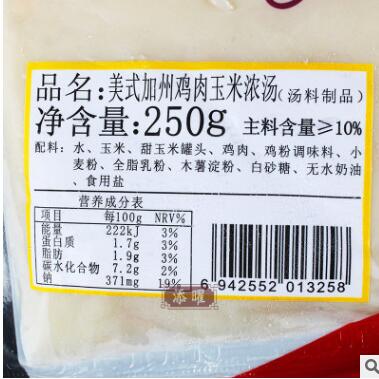 品名:美式加州鸡肉玉米浓汤(汤料制品)
净含量:250g 主料含量≥10%
配料：水、玉米、甜玉米罐头、鸡肉、鸡粉调味料、小
麦粉、全脂乳粉、木薯淀粉、白砂糖、无水奶油
、食用盐
营养成分表
项目 每100g NRV%
能量 222kJ 3%
蛋白质 1.7g 3%
脂肪 1.9g 3%
碳水化合物 7.2g 2%
钠 371mg 19%
6 942552 013258
添曜